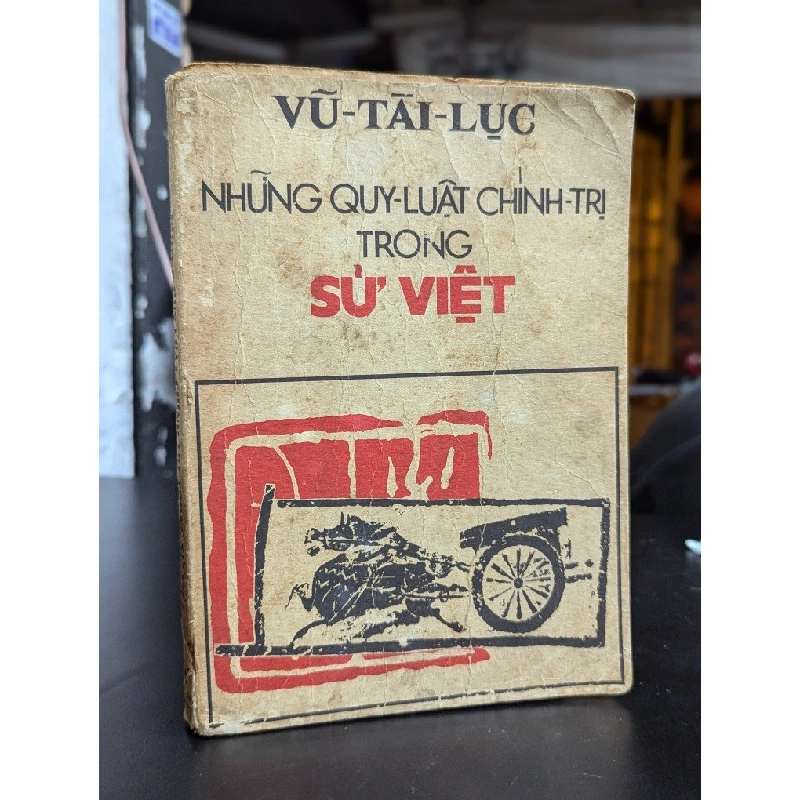 VŨ-TÀI-LỤC
NHỮNG QUY-LUẬT CHÍNH-TRỊ
TRONG
SỬ VIỆT